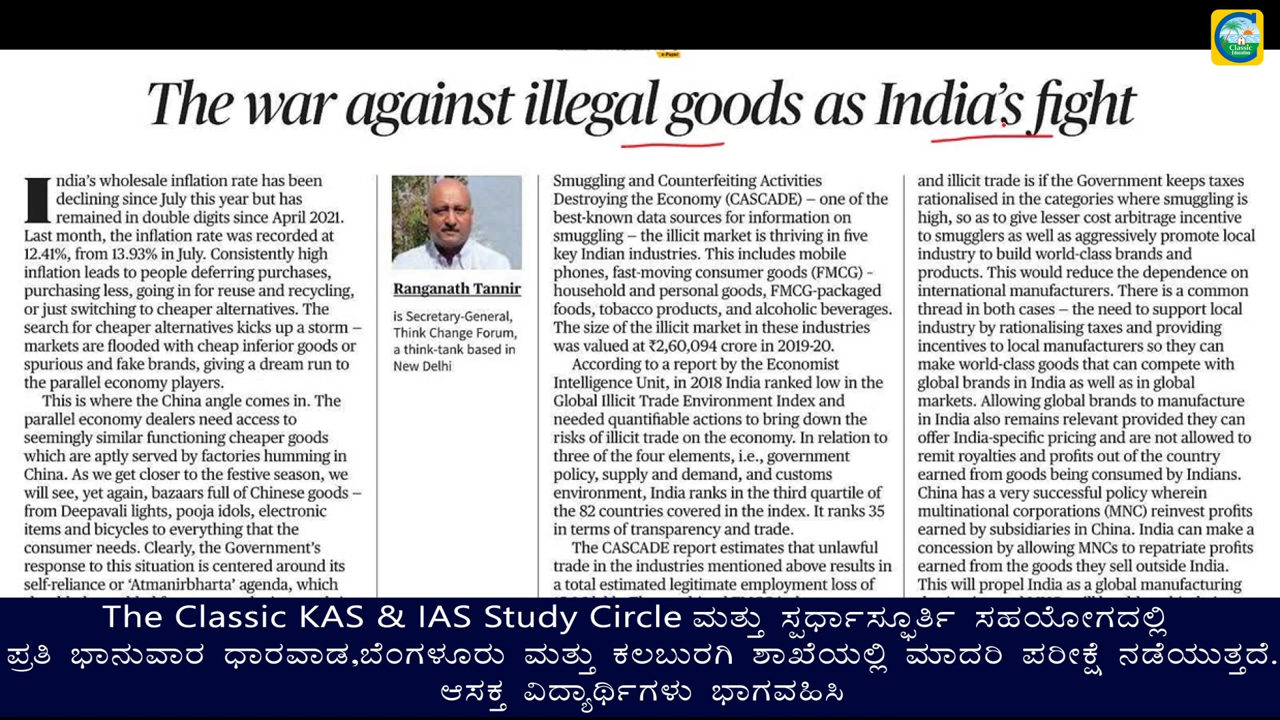 Classic
Education
e-Paper
The war against illegal goods as India's fight
India's wholesale inflation rate has been
declining since July this year but has
remained in double digits since April 2021.
Last month, the inflation rate was recorded at
12.41%, from 13.93% in July. Consistently high
inflation leads to people deferring purchases,
purchasing less, going in for reuse and recycling,
or just switching to cheaper alternatives. The
search for cheaper alternatives kicks up a storm –
markets are flooded with cheap inferior goods or
spurious and fake brands, giving a dream run to
the parallel economy players.
This is where the China angle comes in. The
parallel economy dealers need access to
seemingly similar functioning cheaper goods
which are aptly served by factories humming in
China. As we get closer to the festive season, we
will see, yet again, bazaars full of Chinese goods –
from Deepavali lights, pooja idols, electronic
items and bicycles to everything that the
consumer needs. Clearly, the Government's
response to this situation is centered around its
self-reliance or 'Atmanirbharta' agenda, which
Ranganath Tannir
is Secretary-General,
Think Change Forum,
a think-tank based in
New Delhi
Smuggling and Counterfeiting Activities
Destroying the Economy (CASCADE) – one of the
best-known data sources for information on
smuggling – the illicit market is thriving in five
key Indian industries. This includes mobile
phones, fast-moving consumer goods (FMCG) -
household and personal goods, FMCG-packaged
foods, tobacco products, and alcoholic beverages.
The size of the illicit market in these industries
was valued at ₹2,60,094 crore in 2019-20.
According to a report by the Economist
Intelligence Unit, in 2018 India ranked low in the
Global Illicit Trade Environment Index and
needed quantifiable actions to bring down the
risks of illicit trade on the economy. In relation to
three of the four elements, i.e., government
policy, supply and demand, and customs
environment, India ranks in the third quartile of
the 82 countries covered in the index. It ranks 35
in terms of transparency and trade.
The CASCADE report estimates that unlawful
trade in the industries mentioned above results in
a total estimated legitimate employment loss of
and illicit trade is if the Government keeps taxes
rationalised in the categories where smuggling is
high, so as to give lesser cost arbitrage incentive
to smugglers as well as aggressively promote local
industry to build world-class brands and
products. This would reduce the dependence on
international manufacturers. There is a common
thread in both cases – the need to support local
industry by rationalising taxes and providing
incentives to local manufacturers so they can
make world-class goods that can compete with
global brands in India as well as in global
markets. Allowing global brands to manufacture
in India also remains relevant provided they can
offer India-specific pricing and are not allowed to
remit royalties and profits out of the country
earned from goods being consumed by Indians.
China has a very successful policy wherein
multinational corporations (MNC) reinvest profits
earned by subsidiaries in China. India can make a
concession by allowing MNCs to repatriate profits
earned from the goods they sell outside India.
This will propel India as a global manufacturing
The Classic KAS & IAS Study Circle ಮತ್ತು ಸ್ಪರ್ಧಾಸ್ಫೂರ್ತಿ ಸಹಯೋಗದಲ್ಲಿ
ಪ್ರತಿ ಭಾನುವಾರ ಧಾರವಾಡ,ಬೆಂಗಳೂರು ಮತ್ತು ಕಲಬುರಗಿ ಶಾಖೆಯಲ್ಲಿ ಮಾದರಿ ಪರೀಕ್ಷೆ ನಡೆಯುತ್ತದೆ.
ಆಸಕ್ತ ವಿದ್ಯಾರ್ಥಿಗಳು ಭಾಗವಹಿಸಿ